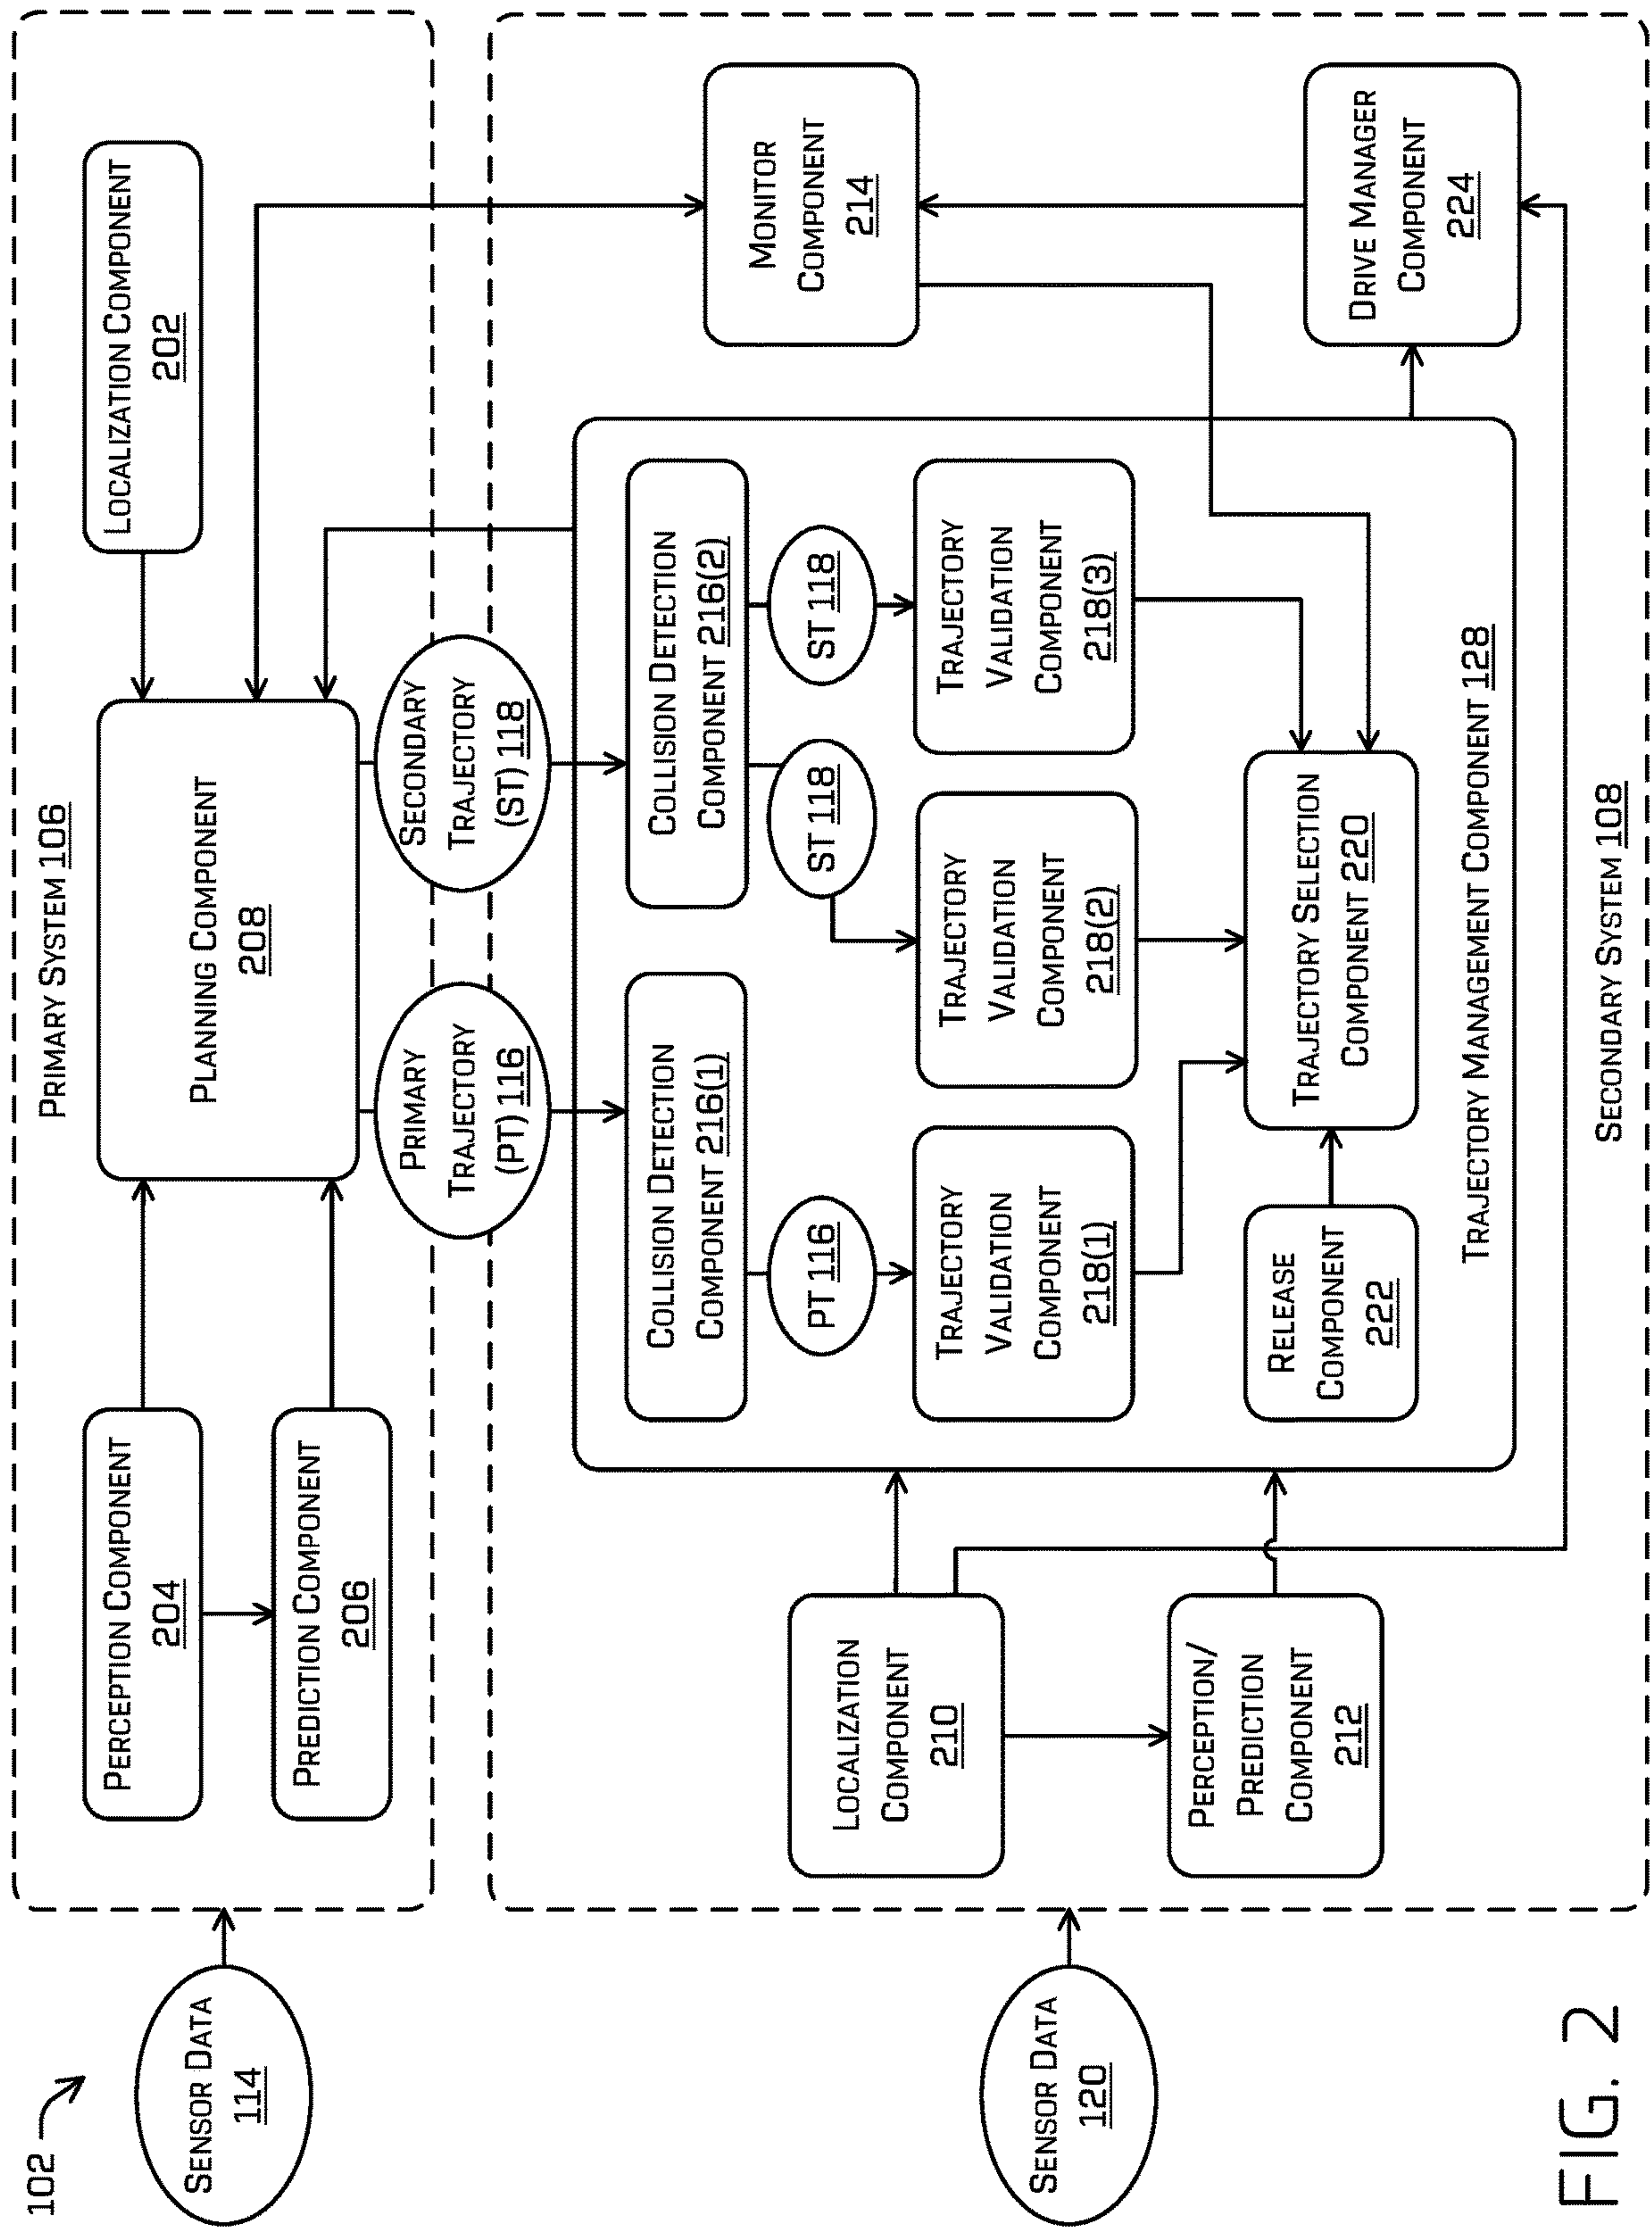 102
SENSOR DATA
114
PRIMARY SYSTEM 106
PERCEPTION COMPONENT
204
PREDICTION COMPONENT
206
PLANNING COMPONENT
208
LOCALIZATION COMPONENT
202
PRIMARY
TRAJECTORY
(PT) 116
SECONDARY
TRAJECTORY
(ST) 118
SENSOR DATA
120
LOCALIZATION
COMPONENT
210
PERCEPTION/
PREDICTION
COMPONENT
212
COLLISION DETECTION
COMPONENT 216(1)
COLLISION DETECTION
COMPONENT 216(2)
PT 116
ST 118
ST 118
TRAJECTORY
VALIDATION
COMPONENT
218(1)
TRAJECTORY
VALIDATION
COMPONENT
218(2)
TRAJECTORY
VALIDATION
COMPONENT
218(3)
RELEASE
COMPONENT
222
TRAJECTORY SELECTION
COMPONENT 220
TRAJECTORY MANAGEMENT COMPONENT 128
MONITOR
COMPONENT
214
DRIVE MANAGER
COMPONENT
224
SECONDARY SYSTEM 108
FIG. 2